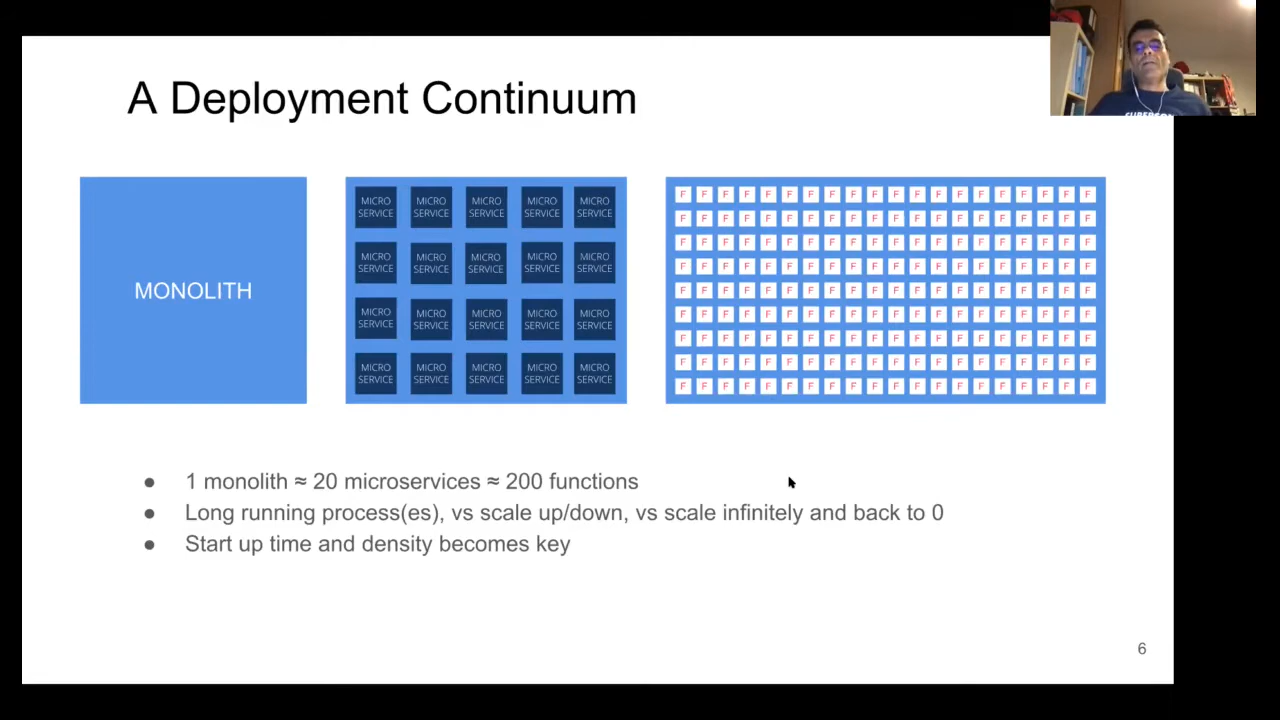 A Deployment Continuum
MONOLITH
MICRO MICRO MICRO MICRO MICRO
SERVICE SERVICE SERVICE SERVICE SERVICE
MICRO MICRO MICRO MICRO MICRO
SERVICE SERVICE SERVICE SERVICE SERVICE
MICRO MICRO MICRO MICRO MICRO
SERVICE SERVICE SERVICE SERVICE SERVICE
MICRO MICRO MICRO MICRO MICRO
SERVICE SERVICE SERVICE SERVICE SERVICE
F F F F F F F F F F F F F F F F F F F F
F F F F F F F F F F F F F F F F F F F F
F F F F F F F F F F F F F F F F F F F F
F F F F F F F F F F F F F F F F F F F F
F F F F F F F F F F F F F F F F F F F F
F F F F F F F F F F F F F F F F F F F F
F F F F F F F F F F F F F F F F F F F F
F F F F F F F F F F F F F F F F F F F F
F F F F F F F F F F F F F F F F F F F F
● 1 monolith ≈ 20 microservices ≈ 200 functions
● Long running process(es), vs scale up/down, vs scale infinitely and back to 0
● Start up time and density becomes key
6